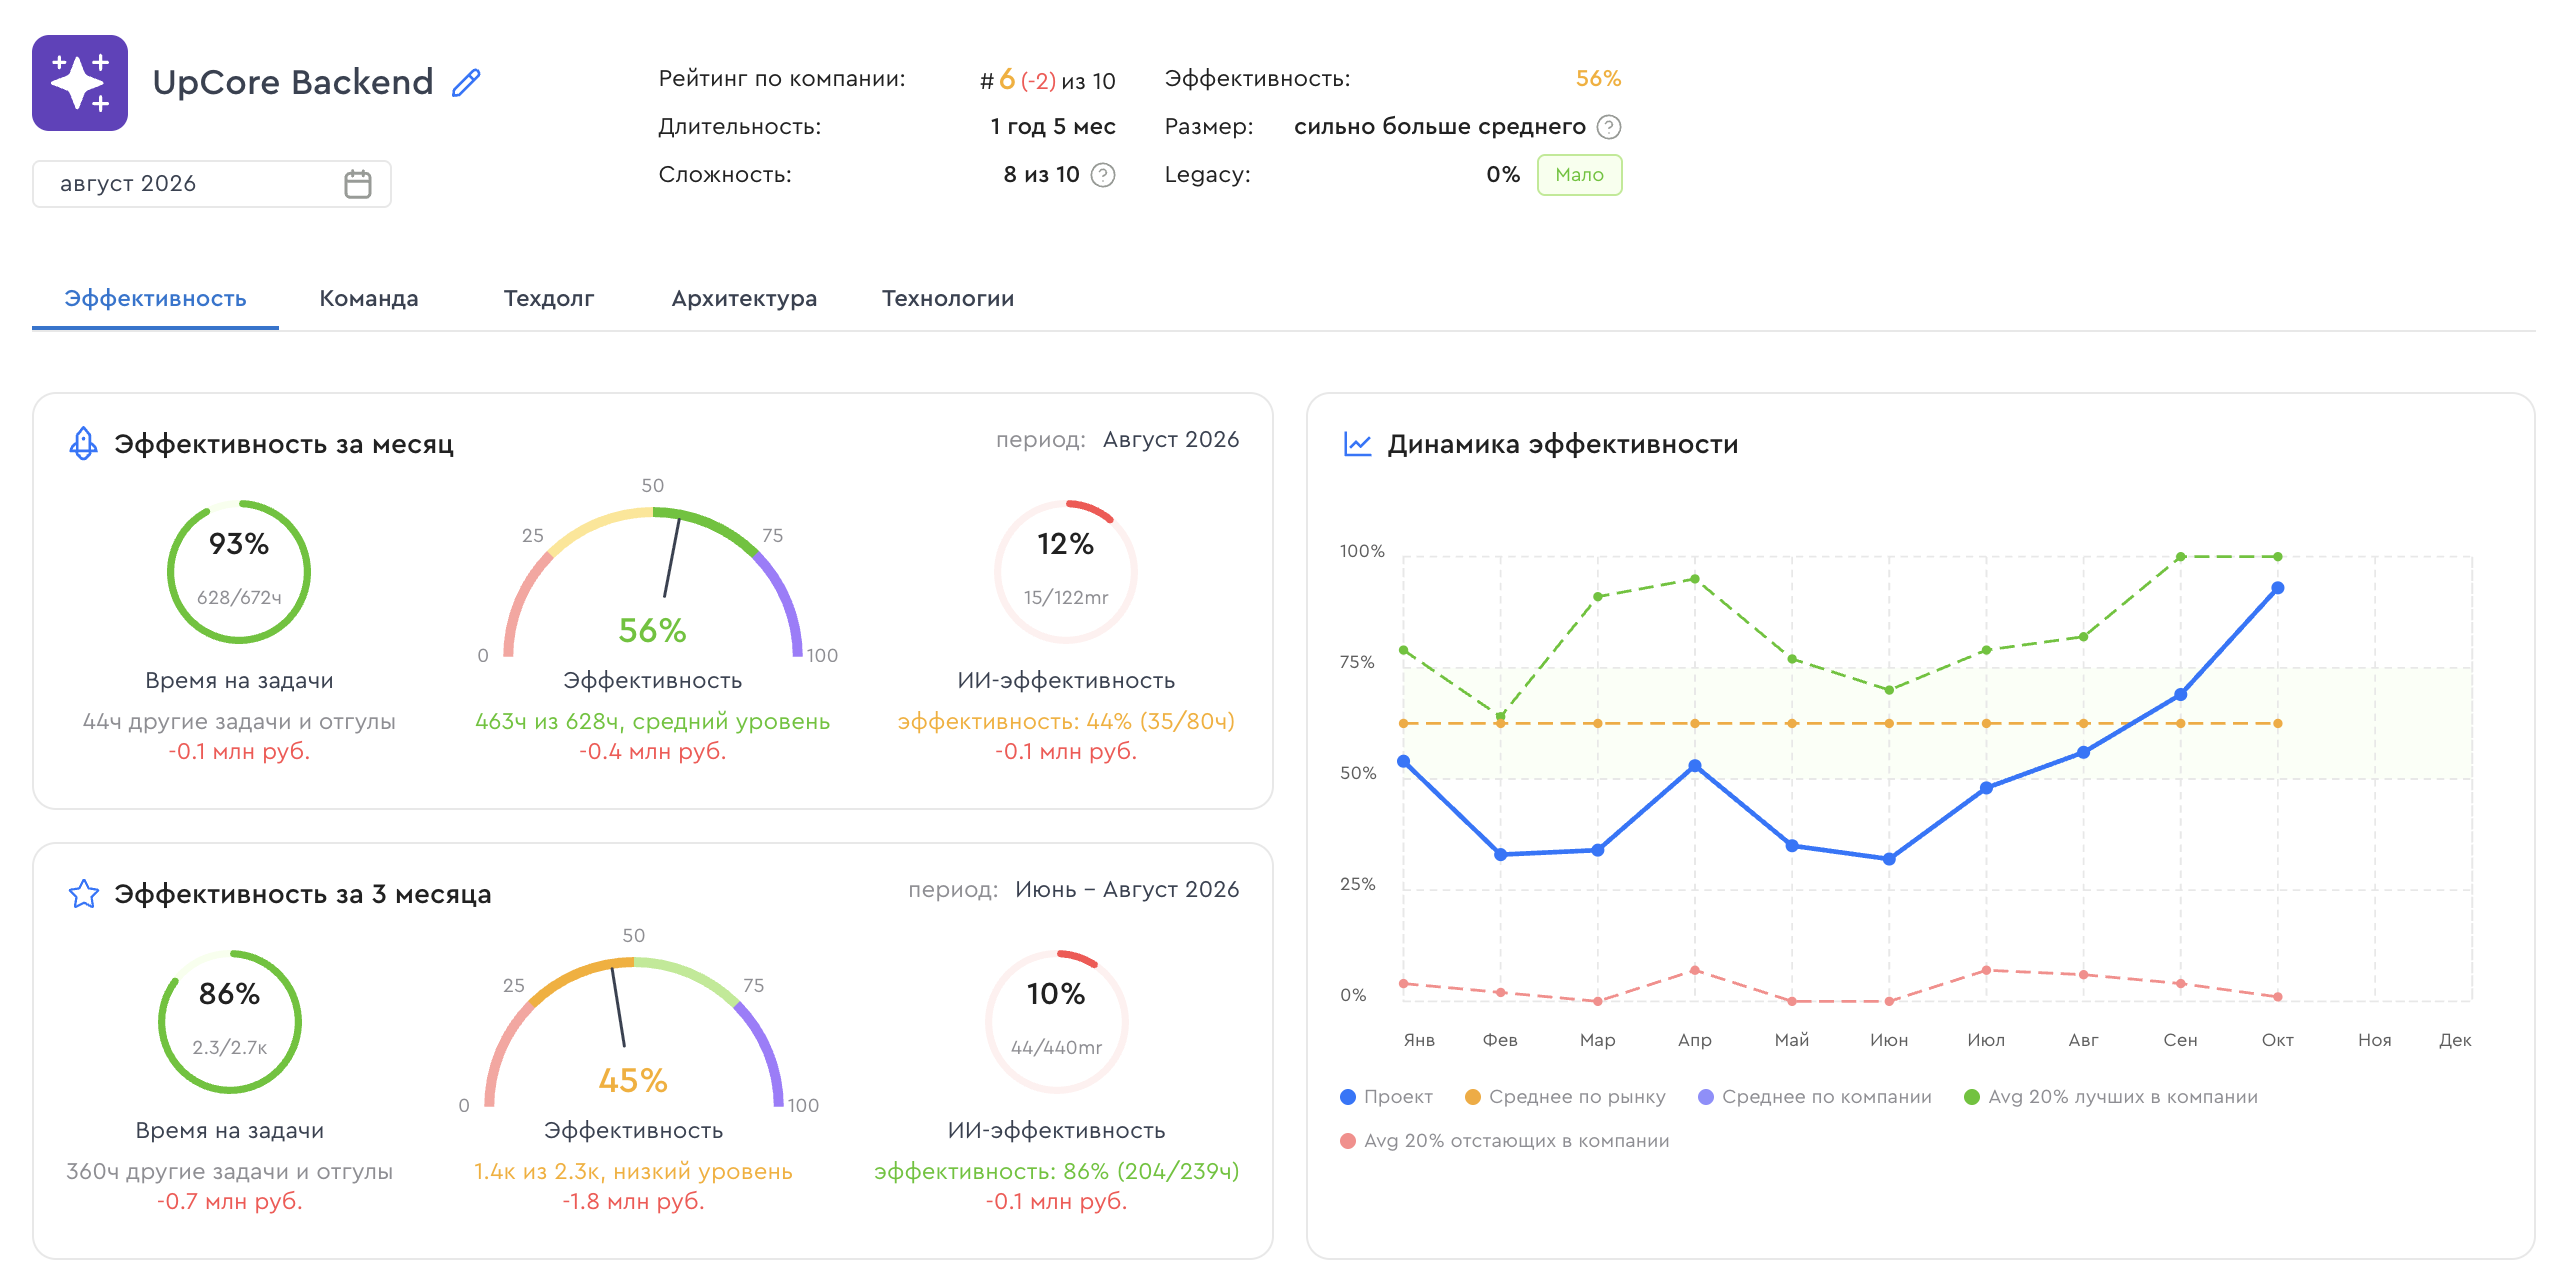 UpCore Backend
август 2026
Рейтинг по компании: #6 (-2) из 10
Длительность: 1 год 5 мес
Сложность: 8 из 10 ?
Эффективность: 56%
Размер: сильно больше среднего ?
Legacy: 0% Мало
Эффективность Команда Техдолг Архитектура Технологии
Эффективность за месяц
период: Август 2026
93%
628/672ч
Время на задачи
44ч другие задачи и отгулы
-0.1 млн руб.
0
25
50
75
100
56%
Эффективность
463ч из 628ч, средний уровень
-0.4 млн руб.
12%
15/122mr
ИИ-эффективность
эффективность: 44% (35/80ч)
-0.1 млн руб.
Эффективность за 3 месяца
период: Июнь – Август 2026
86%
2.3/2.7к
Время на задачи
360ч другие задачи и отгулы
-0.7 млн руб.
0
25
50
75
100
45%
Эффективность
1.4к из 2.3к, низкий уровень
-1.8 млн руб.
10%
44/440mr
ИИ-эффективность
эффективность: 86% (204/239ч)
-0.1 млн руб.
Динамика эффективности
100%
75%
50%
25%
0%
Янв Фев Мар Апр Май Июн Июл Авг Сен Окт Ноя Дек
Проект Среднее по рынку Среднее по компании Avg 20% лучших в компании
Avg 20% отстающих в компании